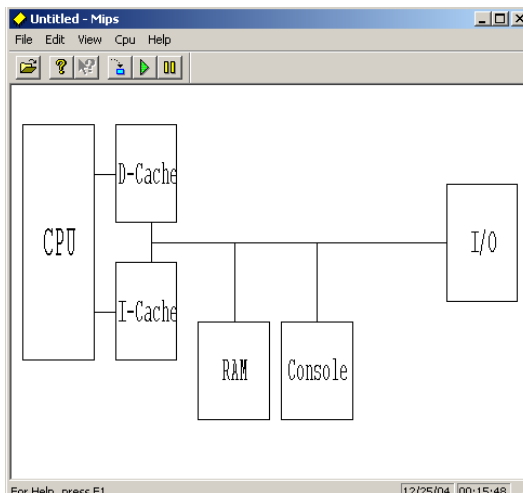 Untitled - Mips
File Edit View Cpu Help
D-Cache
CPU
I/O
I-Cache
RAM
Console
For Help, press F1
12/25/04 00:15:48